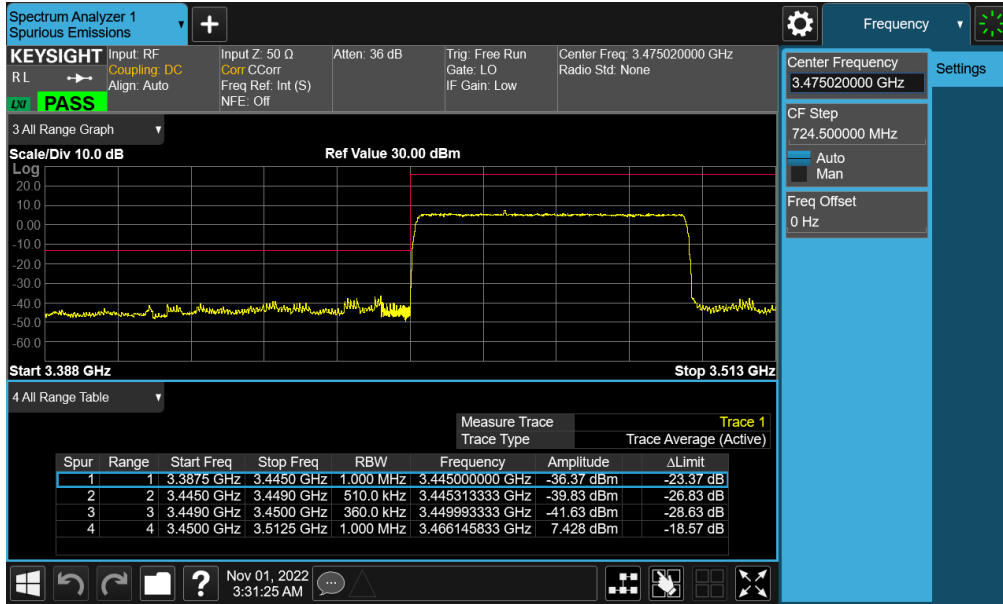 Spectrum Analyzer 1
Spurious Emissions
+
Frequency
KEYSIGHT
RL
LXI
PASS
Input: RF
Coupling: DC
Align: Auto
Input Z: 50 Ω
Corr CCorr
Freq Ref: Int (S)
NFE: Off
Atten: 36 dB
Trig: Free Run
Gate: LO
IF Gain: Low
Center Freq: 3.475020000 GHz
Radio Std: None
Center Frequency
3.475020000 GHz
Settings
CF Step
724.500000 MHz
Auto
Man
Freq Offset
0 Hz
3 All Range Graph
Scale/Div 10.0 dB
Ref Value 30.00 dBm
Log
20.0
10.0
0.00
-10.0
-20.0
-30.0
-40.0
-50.0
-60.0
Start 3.388 GHz
Stop 3.513 GHz
4 All Range Table
Measure Trace Trace 1
Trace Type Trace Average (Active)
Spur Range Start Freq Stop Freq RBW Frequency Amplitude ΔLimit
1 1 3.3875 GHz 3.4450 GHz 1.000 MHz 3.445000000 GHz -36.37 dBm -23.37 dB
2 2 3.4450 GHz 3.4490 GHz 510.0 kHz 3.445313333 GHz -39.83 dBm -26.83 dB
3 3 3.4490 GHz 3.4500 GHz 360.0 kHz 3.449993333 GHz -41.63 dBm -28.63 dB
4 4 3.4500 GHz 3.5125 GHz 1.000 MHz 3.466145833 GHz 7.428 dBm -18.57 dB
?
Nov 01, 2022
3:31:25 AM